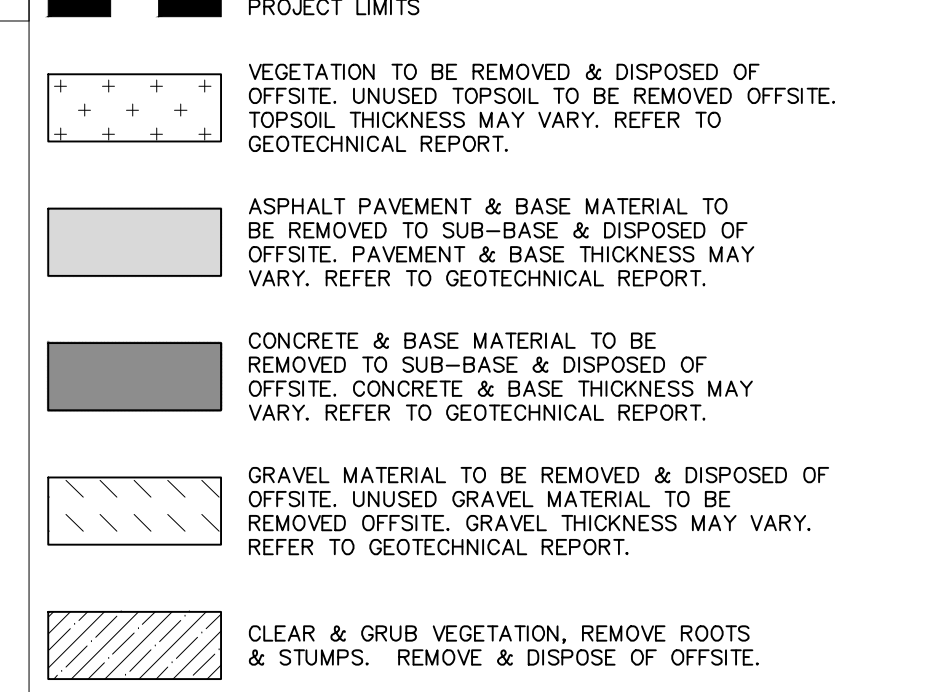 PROJECT LIMITS
VEGETATION TO BE REMOVED & DISPOSED OF
OFFSITE. UNUSED TOPSOIL TO BE REMOVED OFFSITE.
TOPSOIL THICKNESS MAY VARY. REFER TO
GEOTECHNICAL REPORT.
ASPHALT PAVEMENT & BASE MATERIAL TO
BE REMOVED TO SUB-BASE & DISPOSED OF
OFFSITE. PAVEMENT & BASE THICKNESS MAY
VARY. REFER TO GEOTECHNICAL REPORT.
CONCRETE & BASE MATERIAL TO BE
REMOVED TO SUB-BASE & DISPOSED OF
OFFSITE. CONCRETE & BASE THICKNESS MAY
VARY. REFER TO GEOTECHNICAL REPORT.
GRAVEL MATERIAL TO BE REMOVED & DISPOSED OF
OFFSITE. UNUSED GRAVEL MATERIAL TO BE
REMOVED OFFSITE. GRAVEL THICKNESS MAY VARY.
REFER TO GEOTECHNICAL REPORT.
CLEAR & GRUB VEGETATION, REMOVE ROOTS
& STUMPS.  REMOVE & DISPOSE OF OFFSITE.